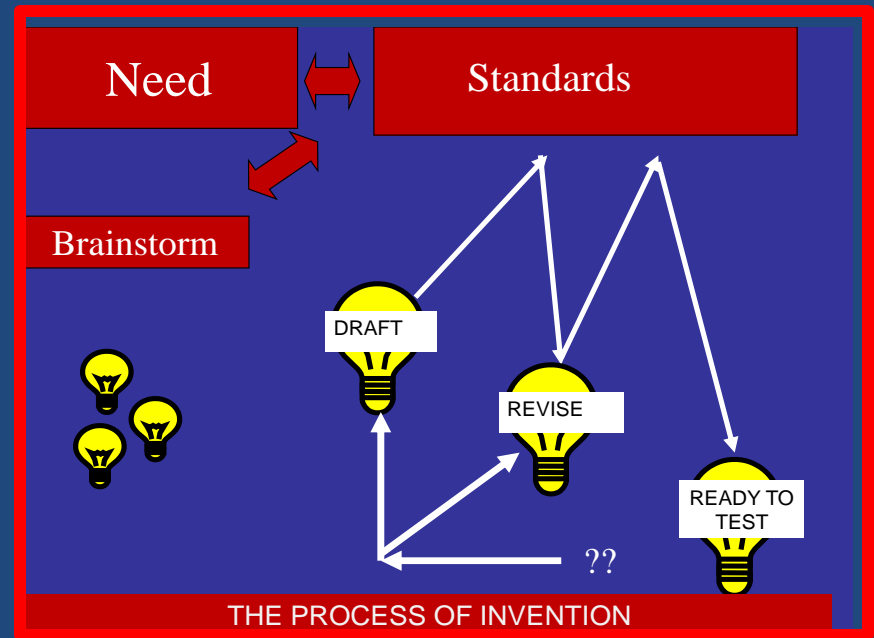 Need
Standards
Brainstorm
DRAFT
REVISE
READY TO
TEST
??
THE PROCESS OF INVENTION